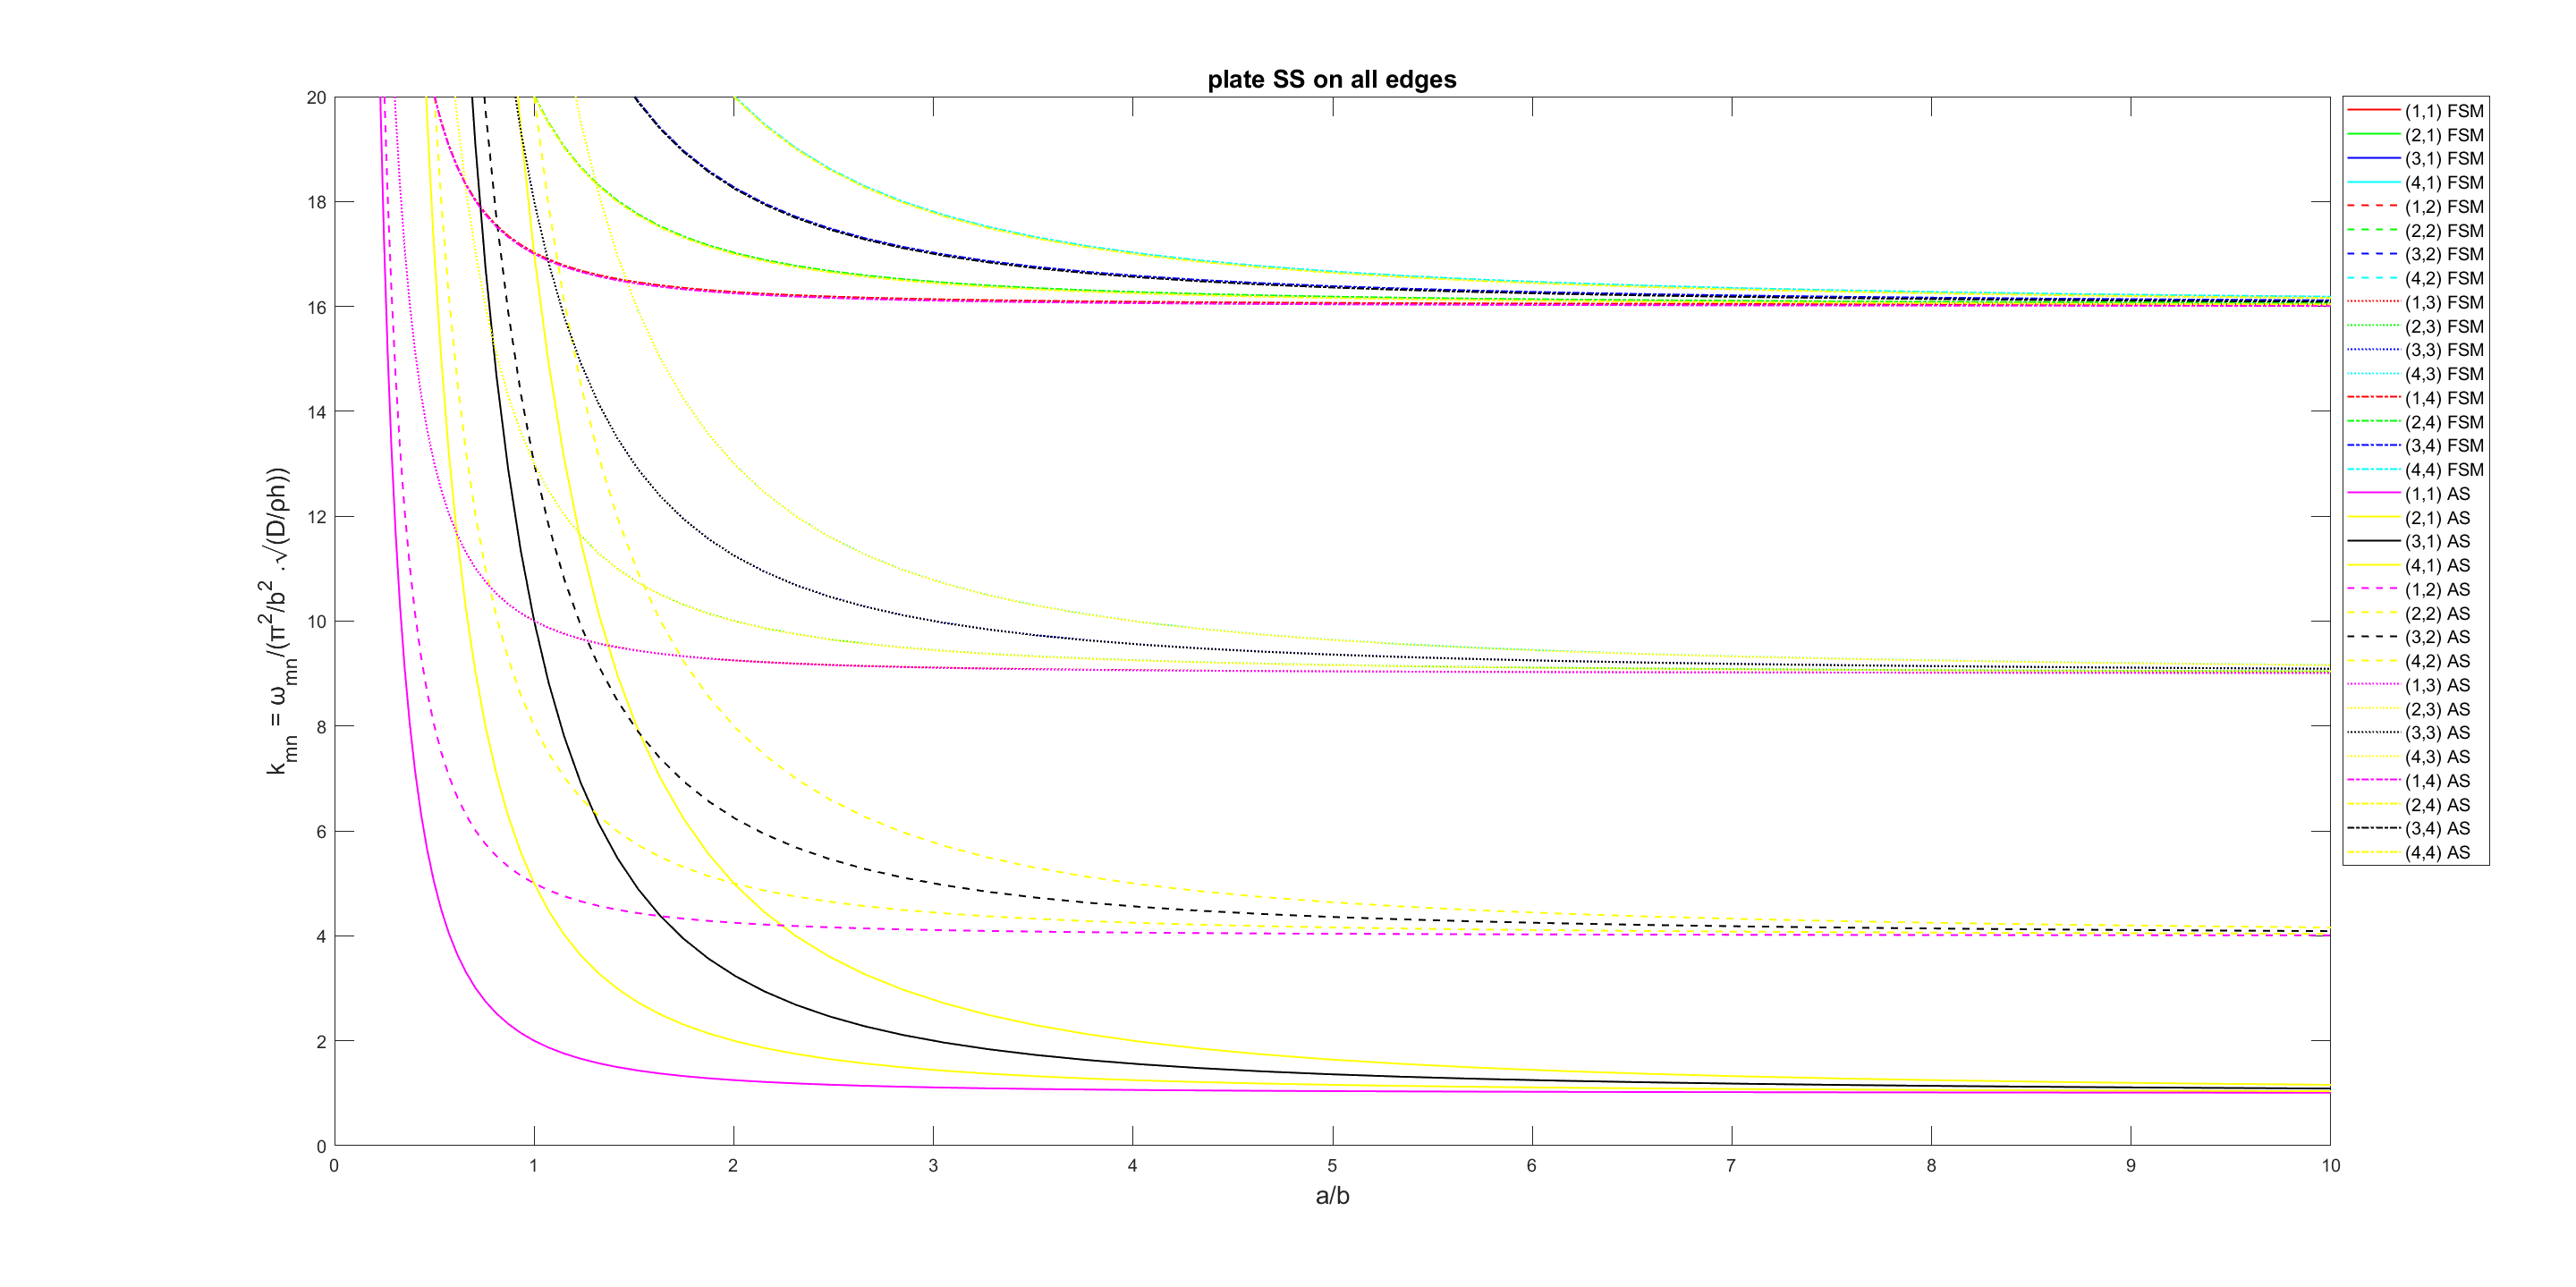 plate SS on all edges
20
18
16
14
12
10
8
6
4
2
0
k_mn = ω_mn/(π^2/b^2 .√(D/ρh))
0 1 2 3 4 5 6 7 8 9 10
a/b
(1,1) FSM
(2,1) FSM
(3,1) FSM
(4,1) FSM
(1,2) FSM
(2,2) FSM
(3,2) FSM
(4,2) FSM
(1,3) FSM
(2,3) FSM
(3,3) FSM
(4,3) FSM
(1,4) FSM
(2,4) FSM
(3,4) FSM
(4,4) FSM
(1,1) AS
(2,1) AS
(3,1) AS
(4,1) AS
(1,2) AS
(2,2) AS
(3,2) AS
(4,2) AS
(1,3) AS
(2,3) AS
(3,3) AS
(4,3) AS
(1,4) AS
(2,4) AS
(3,4) AS
(4,4) AS